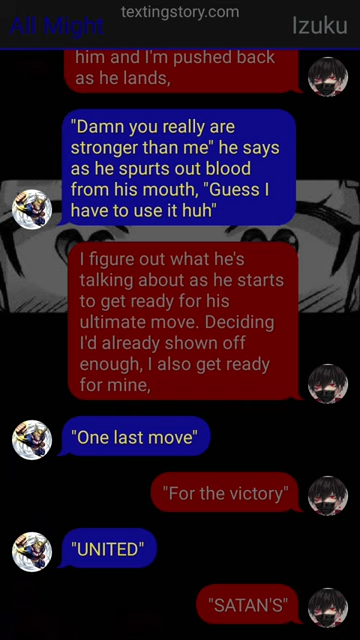 textingstory.com
All Might
Izuku
him and I'm pushed back
as he lands,
"Damn you really are
stronger than me" he says
as he spurts out blood
from his mouth, "Guess I
have to use it huh"
I figure out what he's
talking about as he starts
to get ready for his
ultimate move. Deciding
I'd already shown off
enough, I also get ready
for mine,
"One last move"
"For the victory"
"UNITED"
"SATAN'S"